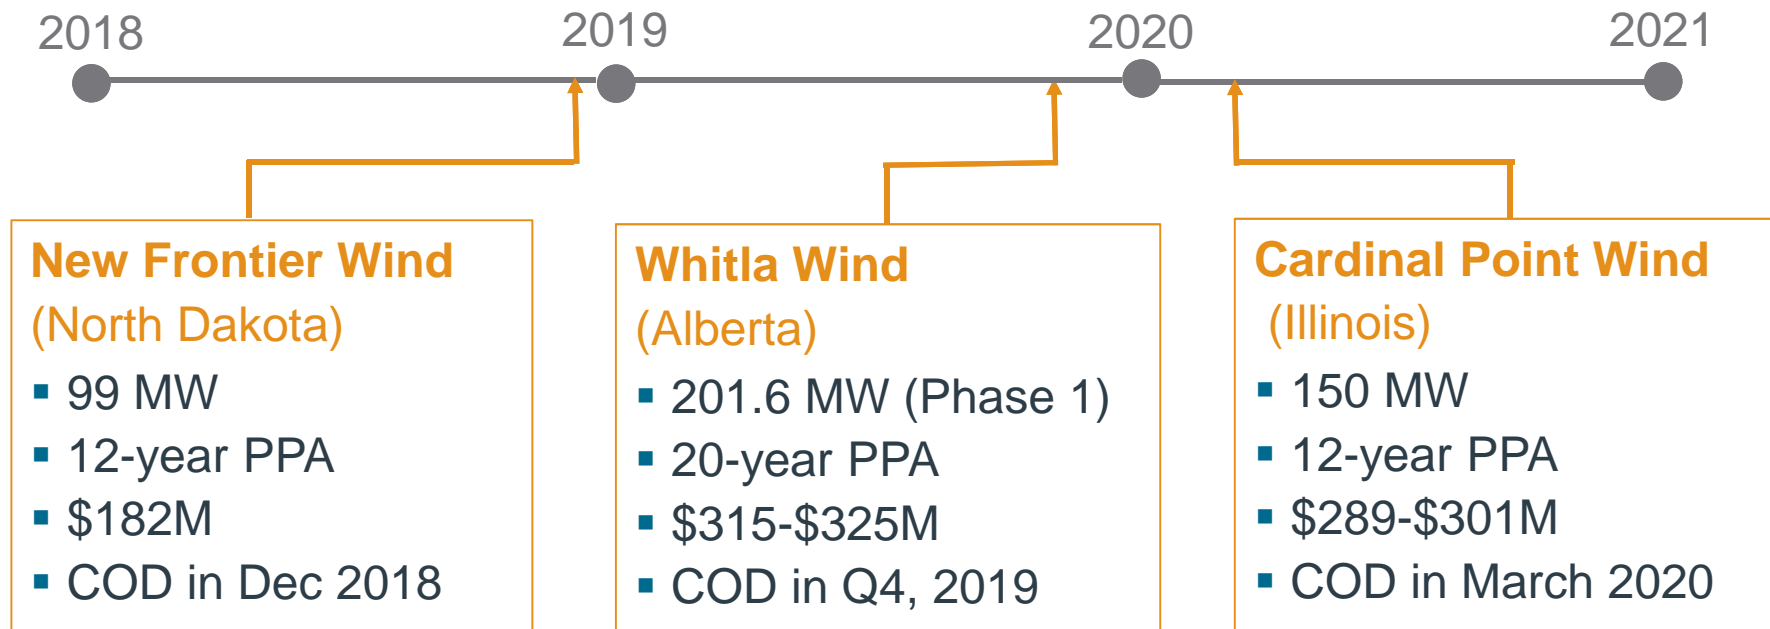 2018 2019 2020 2021
New Frontier Wind
(North Dakota)
▪ 99 MW
▪ 12-year PPA
▪ $182M
▪ COD in Dec 2018
Whitla Wind
(Alberta)
▪ 201.6 MW (Phase 1)
▪ 20-year PPA
▪ $315-$325M
▪ COD in Q4, 2019
Cardinal Point Wind
(Illinois)
▪ 150 MW
▪ 12-year PPA
▪ $289-$301M
▪ COD in March 2020